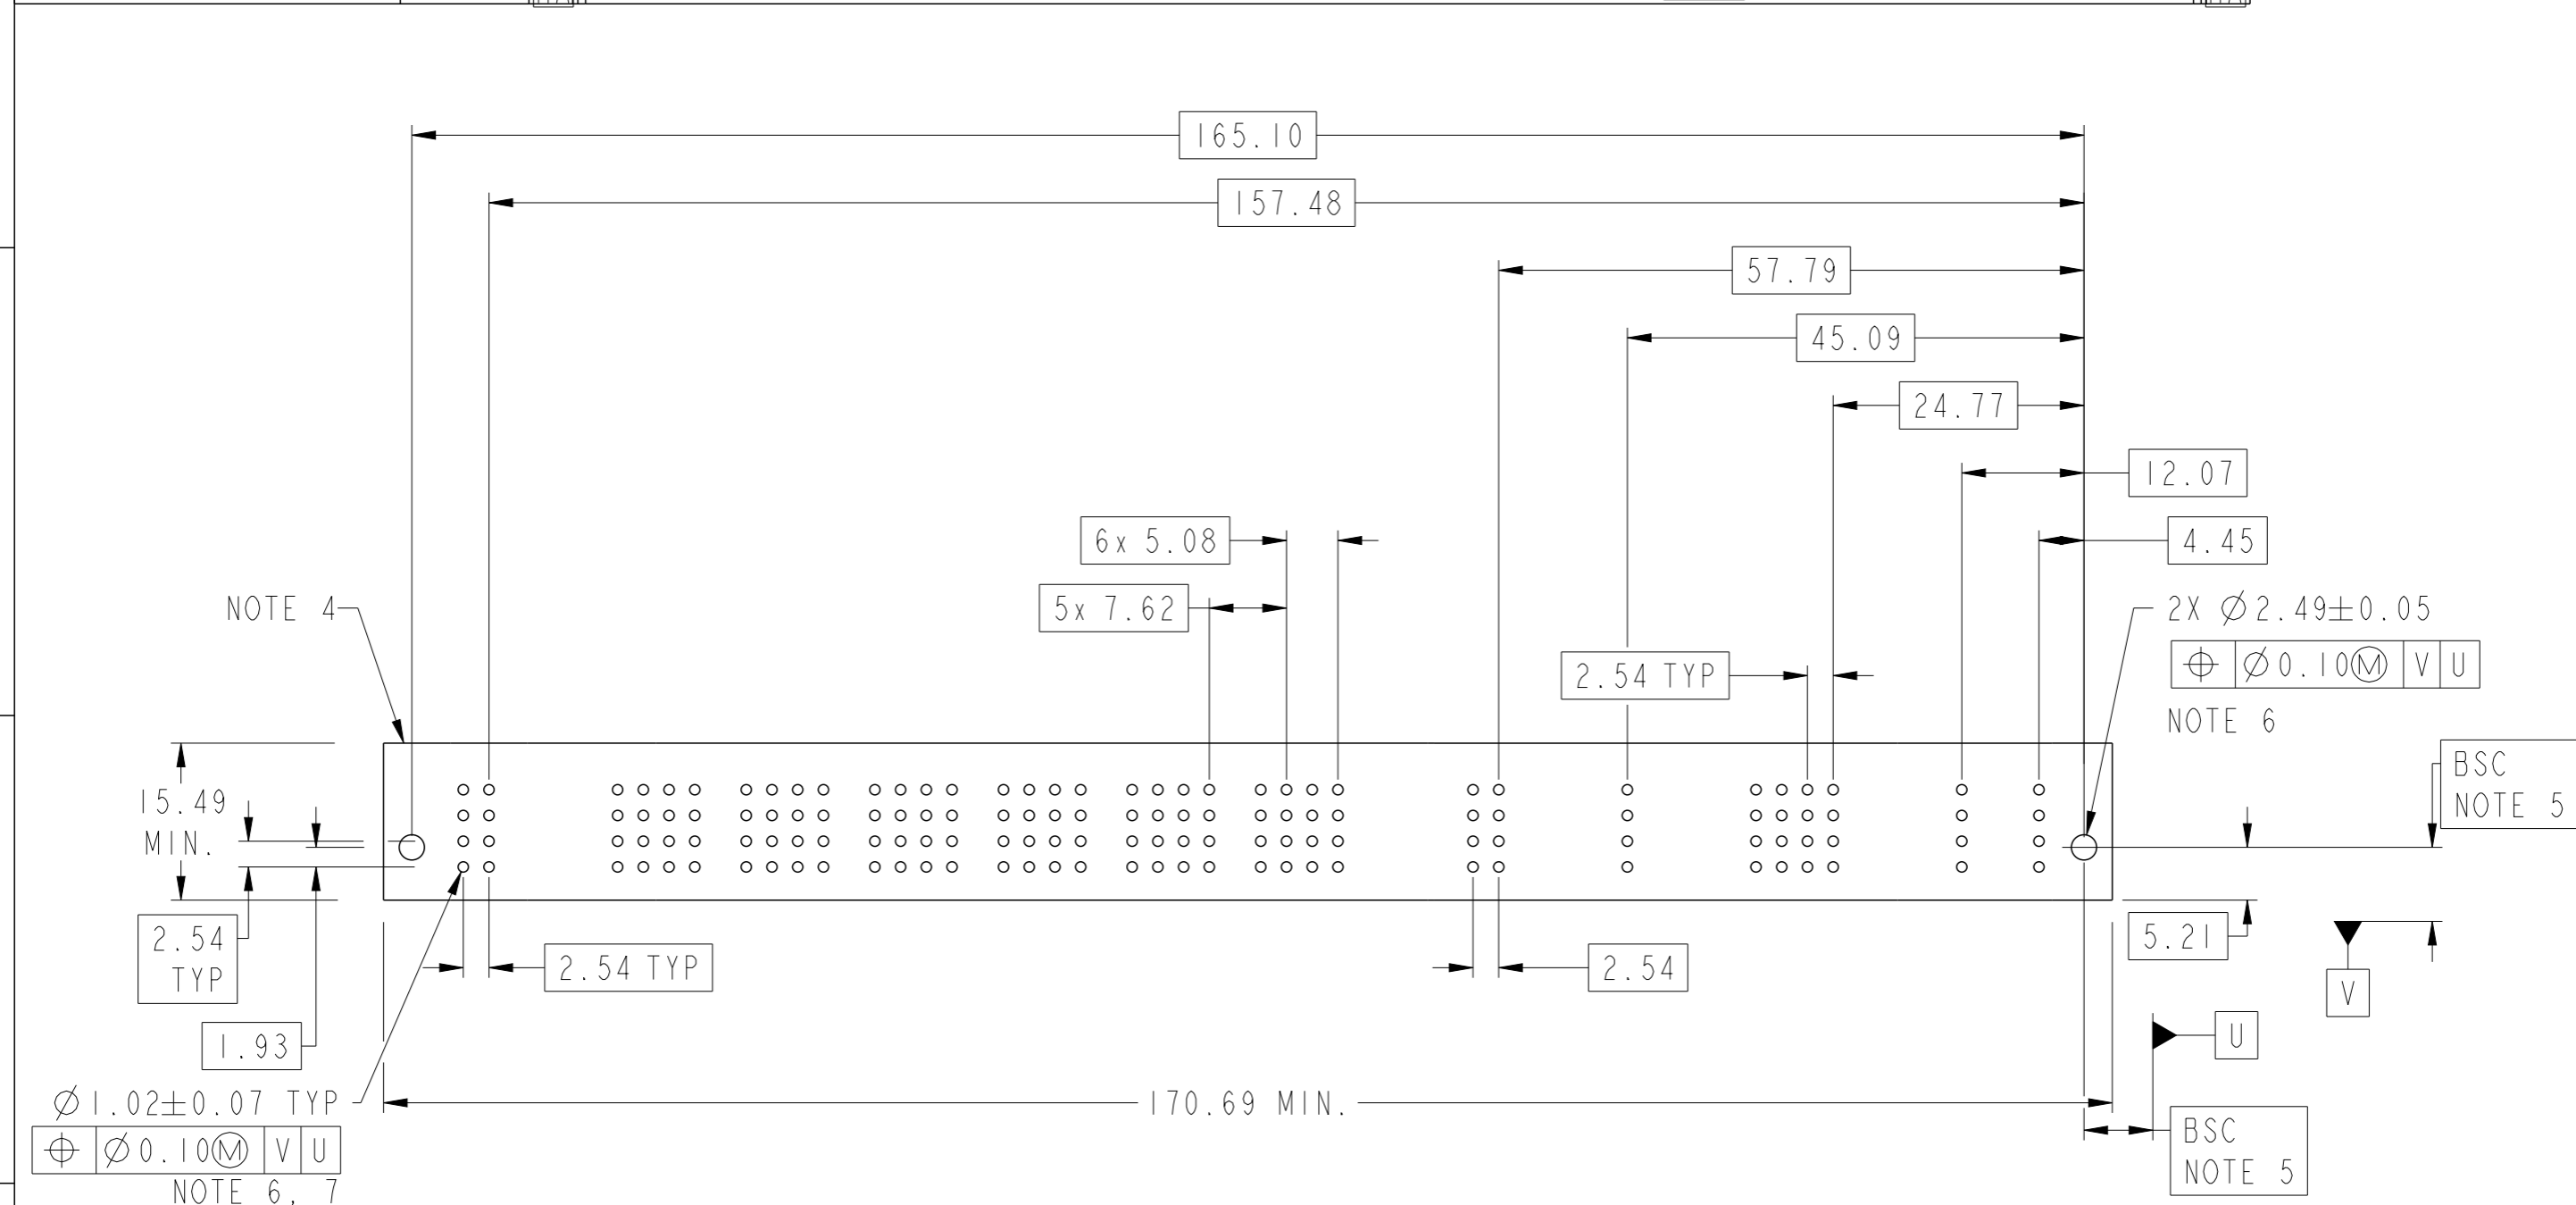 165.10
157.48
57.79
45.09
24.77
12.07
6x 5.08
4.45
5x 7.62
NOTE 4
2X ⌀2.49±0.05
⌖ ⌀0.10Ⓜ V U
NOTE 6
2.54 TYP
BSC
NOTE 5
15.49
MIN.
2.54
TYP
2.54 TYP
2.54
5.21
V
U
1.93
⌀1.02±0.07 TYP
⌖ ⌀0.10Ⓜ V U
NOTE 6, 7
170.69 MIN.
BSC
NOTE 5